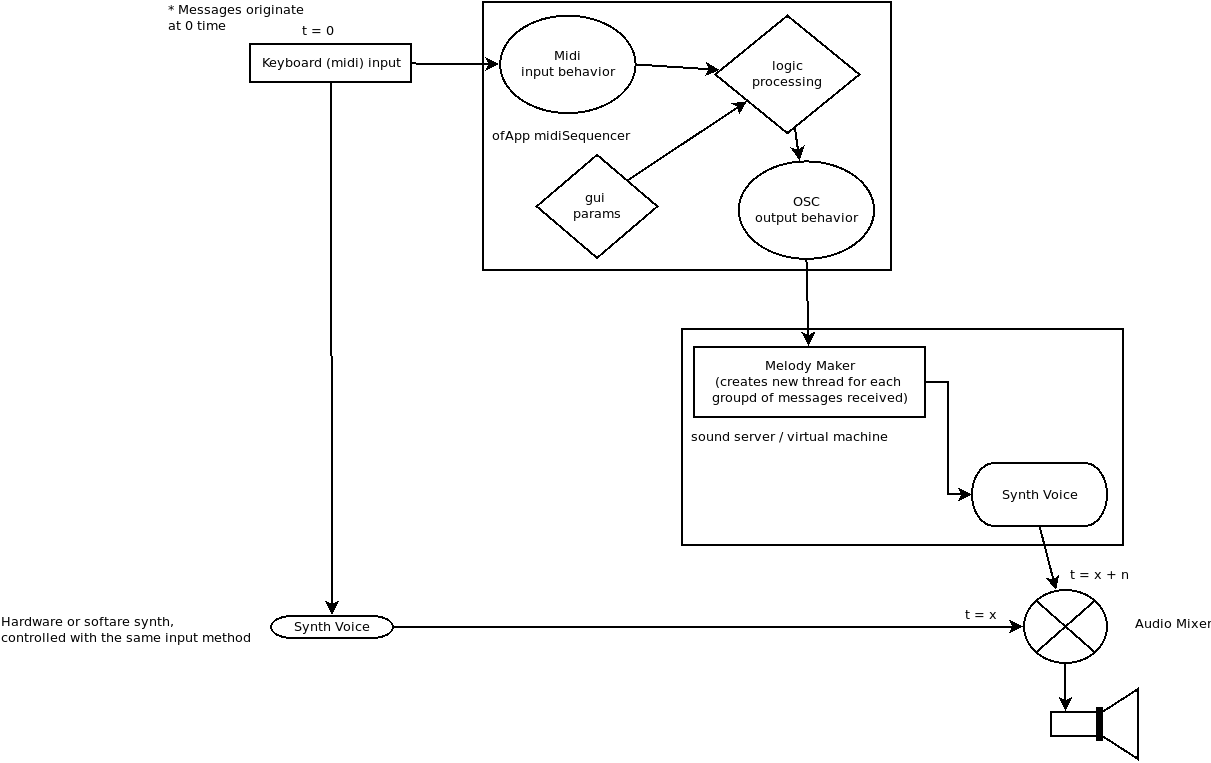 * Messages originate
at 0 time
t = 0
Keyboard (midi) input
Midi
input behavior
logic
processing
ofApp midiSequencer
gui
params
OSC
output behavior
Melody Maker
(creates new thread for each
groupd of messages received)
sound server / virtual machine
Synth Voice
t = x + n
Hardware or softare synth,
controlled with the same input method
Synth Voice
t = x
Audio Mixer